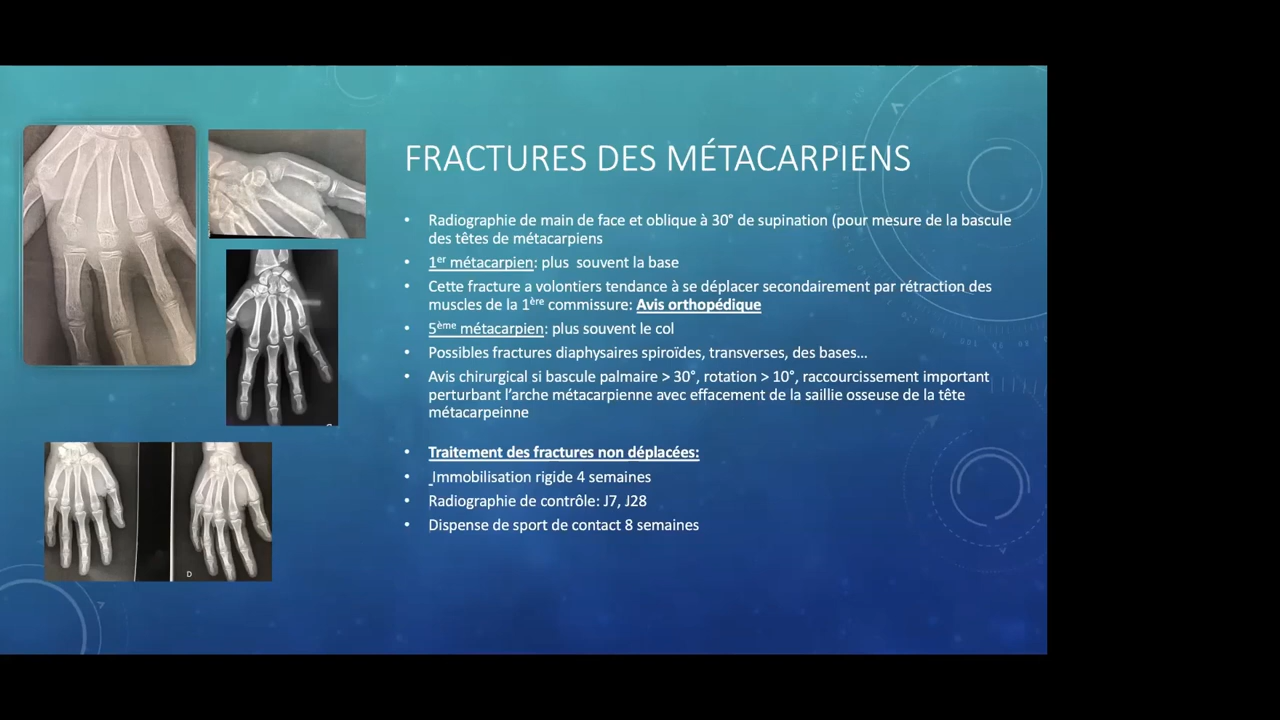 FRACTURES DES MÉTACARPIENS
• Radiographie de main de face et oblique à 30° de supination (pour mesure de la bascule
des têtes de métacarpiens
• 1er métacarpien: plus souvent la base
• Cette fracture a volontiers tendance à se déplacer secondairement par rétraction des
muscles de la 1ère commissure: Avis orthopédique
• 5ème métacarpien: plus souvent le col
• Possibles fractures diaphysaires spiroïdes, transverses, des bases…
• Avis chirurgical si bascule palmaire > 30°, rotation > 10°, raccourcissement important
perturbant l'arche métacarpienne avec effacement de la saillie osseuse de la tête
métacarpeinne
• Traitement des fractures non déplacées:
• Immobilisation rigide 4 semaines
• Radiographie de contrôle: J7, J28
• Dispense de sport de contact 8 semaines
D